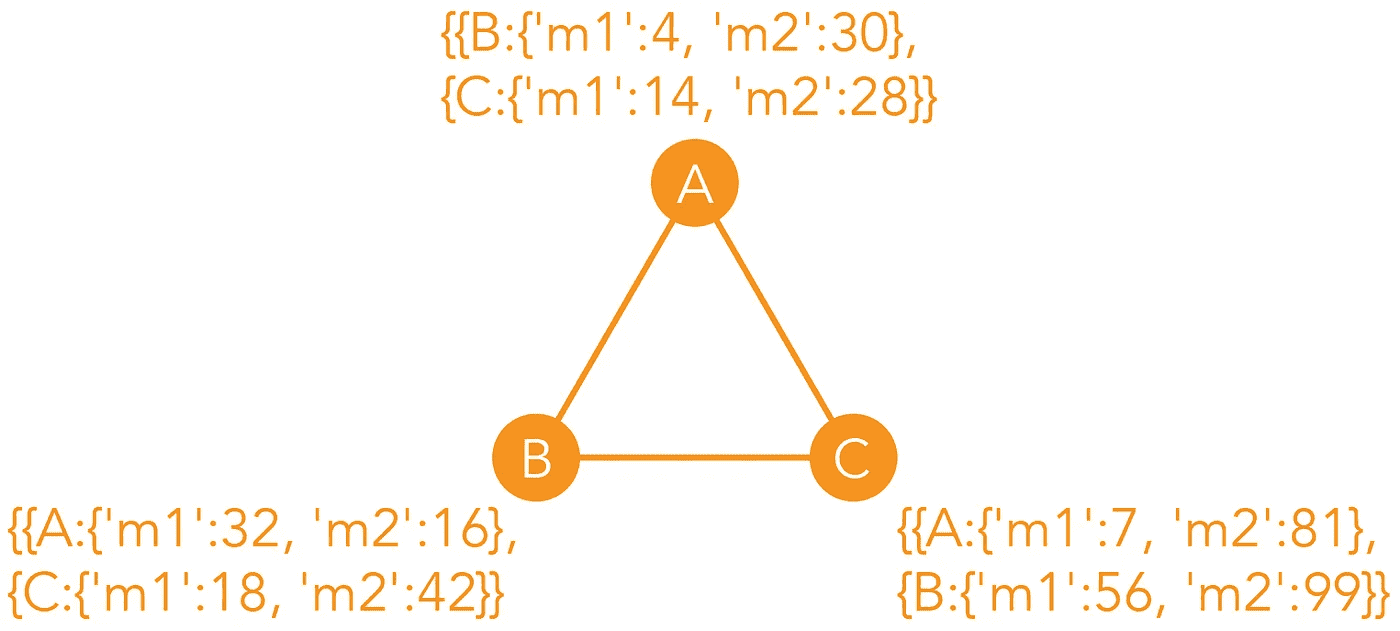 {{B:{'m1':4, 'm2':30},
{C:{'m1':14, 'm2':28}}
A
B
C
{{A:{'m1':32, 'm2':16},
{C:{'m1':18, 'm2':42}}
{{A:{'m1':7, 'm2':81},
{B:{'m1':56, 'm2':99}}